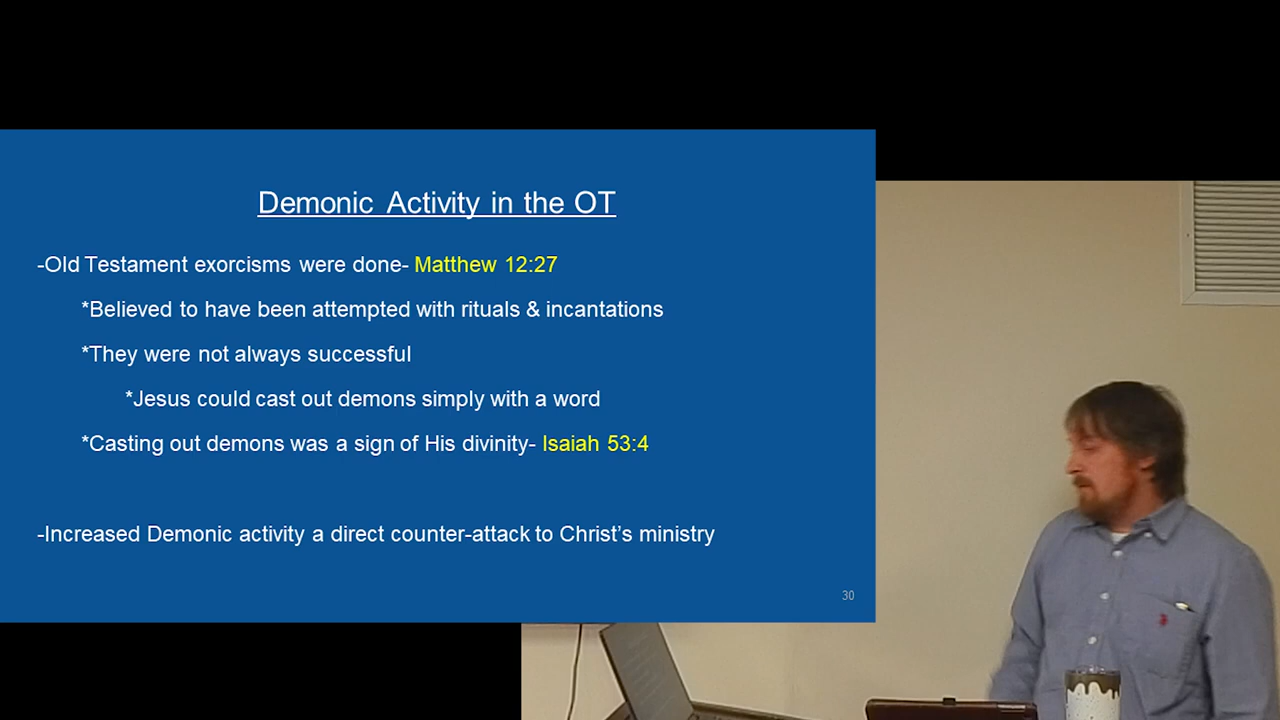 Demonic Activity in the OT
-Old Testament exorcisms were done- Matthew 12:27
*Believed to have been attempted with rituals & incantations
*They were not always successful
*Jesus could cast out demons simply with a word
*Casting out demons was a sign of His divinity- Isaiah 53:4
-Increased Demonic activity a direct counter-attack to Christ’s ministry
30